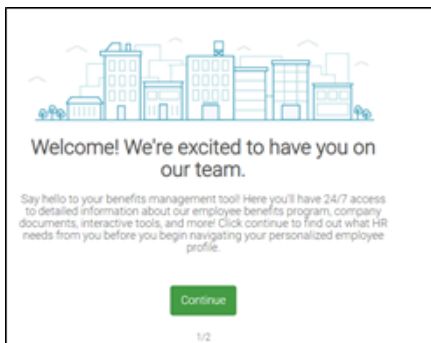 Welcome! We're excited to have you on
our team.
Say hello to your benefits management tool! Here you'll have 24/7 access
to detailed information about our employee benefits program, company
documents, interactive tools, and more! Click continue to find out what HR
needs from you before you begin navigating your personalized employee
profile.
Continue
1/2